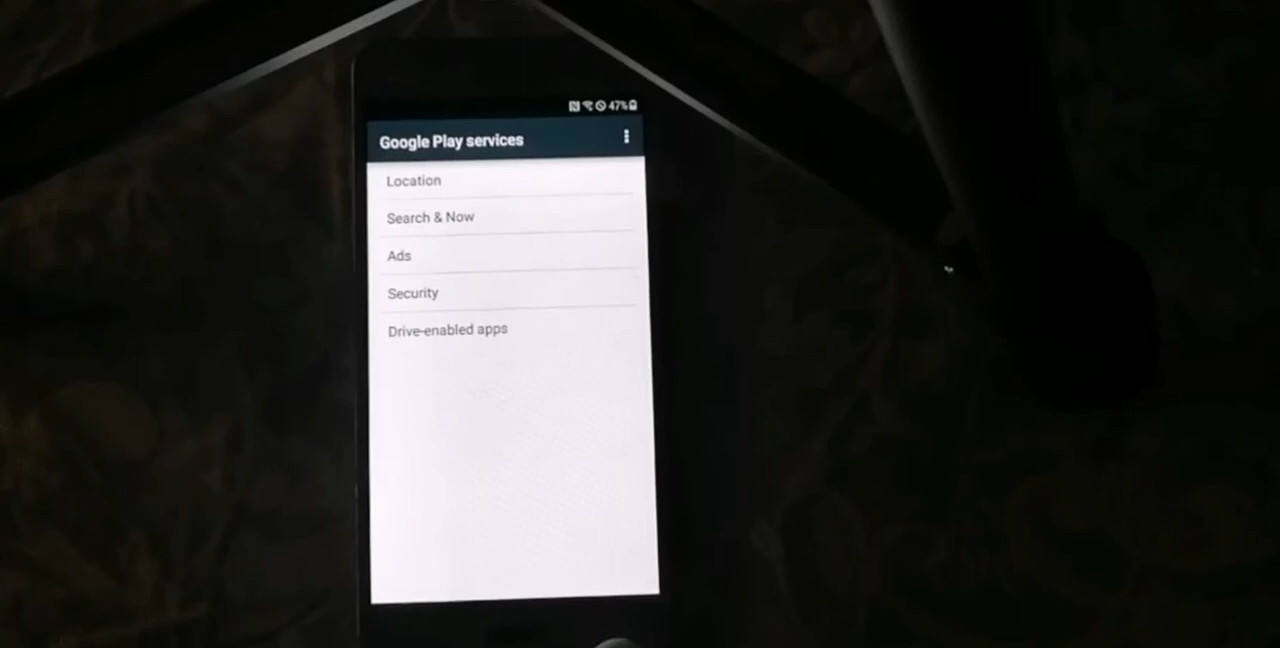 47%
Google Play services
Location
Search & Now
Ads
Security
Drive-enabled apps